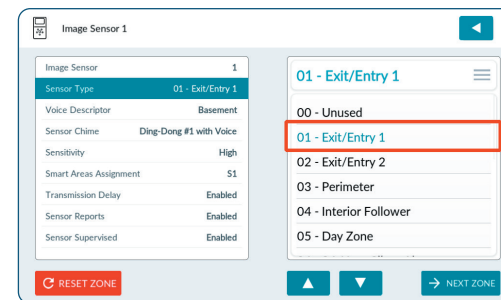 Image Sensor 1
Image Sensor 1
Sensor Type 01 - Exit/Entry 1
Voice Descriptor Basement
Sensor Chime Ding-Dong #1 with Voice
Sensitivity High
Smart Areas Assignment S1
Transmission Delay Enabled
Sensor Reports Enabled
Sensor Supervised Enabled
RESET ZONE
01 - Exit/Entry 1
00 - Unused
01 - Exit/Entry 1
02 - Exit/Entry 2
03 - Perimeter
04 - Interior Follower
05 - Day Zone
NEXT ZONE